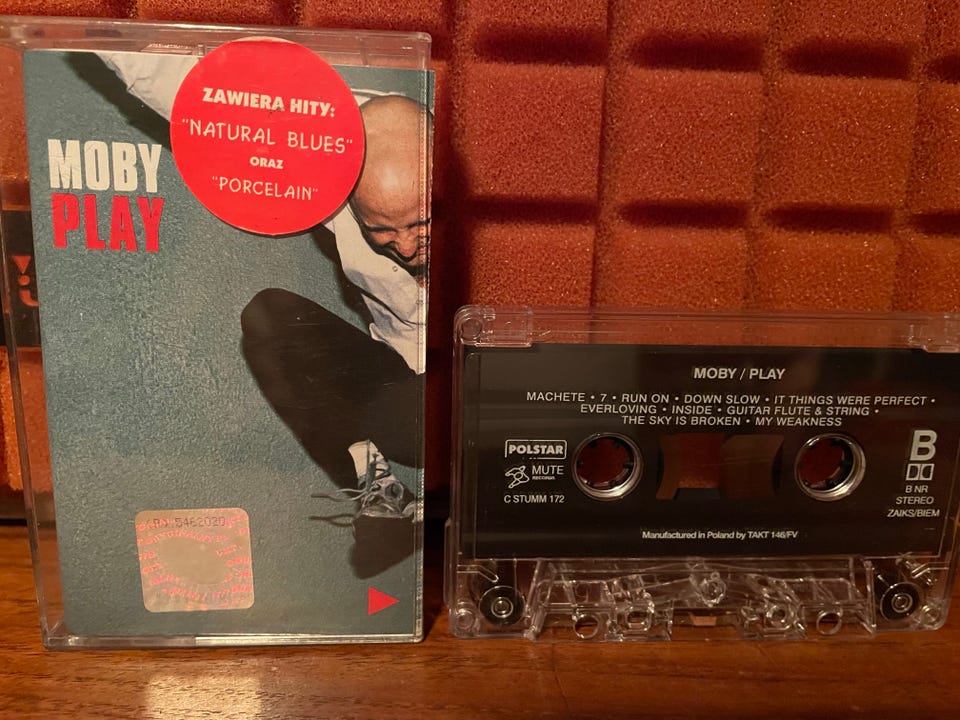 MOBY
PLAY
ZAWIERA HITY:
"NATURAL BLUES"
ORAZ
"PORCELAIN"
MOBY / PLAY
MACHETE • 7 • RUN ON • DOWN SLOW • IT THINGS WERE PERFECT •
EVERLOVING • INSIDE • GUITAR FLUTE & STRING •
THE SKY IS BROKEN • MY WEAKNESS
POLSTAR
MUTE
RECORDS
C STUMM 172
B
B NR
STEREO
ZAIKS/BIEM
Manufactured in Poland by TAKT 146/FV